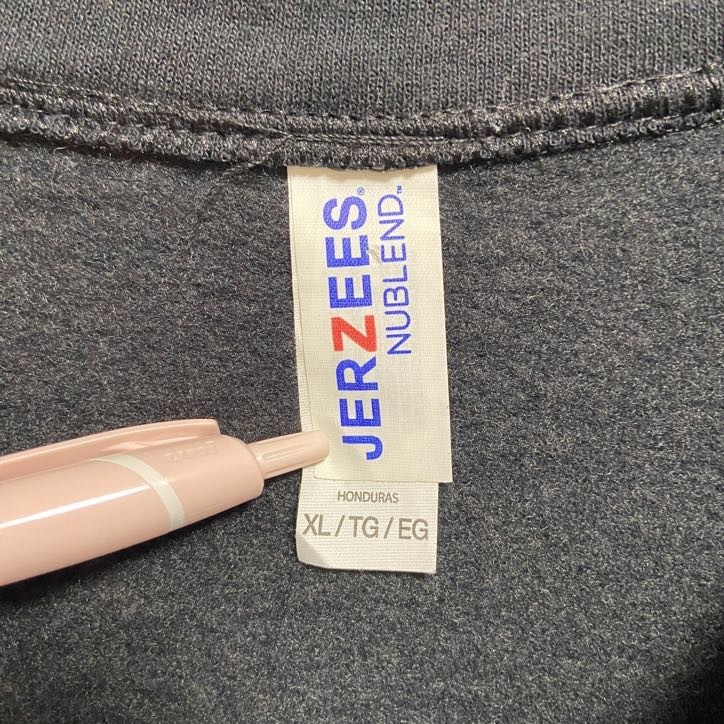 JERZEES®
NUBLEND™
HONDURAS
XL / TG / EG